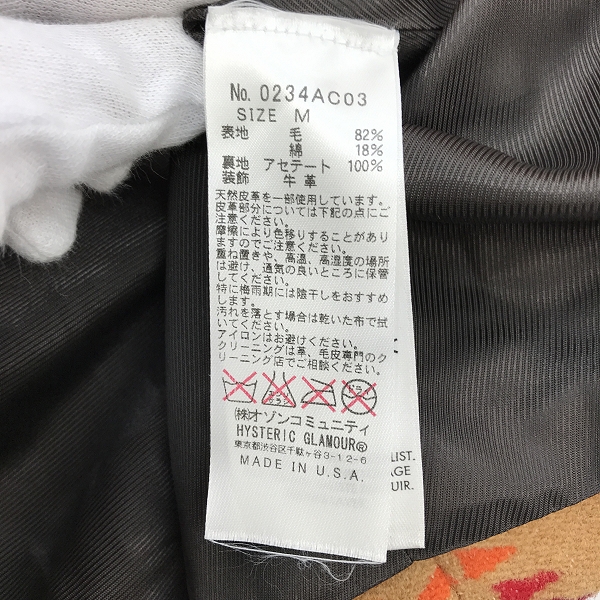 No. 0234AC03
SIZE M
表地 毛 82%
綿 18%
裏地 アセテート 100%
装飾 牛革
天然皮革を一部使用しています。
皮革部分については下記の点にご
注意ください。
摩擦により色移りすることがあり
ますのでご注意ください。
重ね置きや、高温、高湿度の場所
は避け、通気の良いところに保管
してください。
特に梅雨期には陰干しをおすすめ
します。
汚れを落とす場合は乾いた布で拭
いてください。
アイロンはお避けください。
クリーニングは革、毛皮専門のク
リーニング店でご相談ください。
㈱オゾンコミュニティ
HYSTERIC GLAMOUR®
東京都渋谷区千駄ヶ谷3-12-6
MADE IN U.S.A.
LIST.
AGE
UIR.